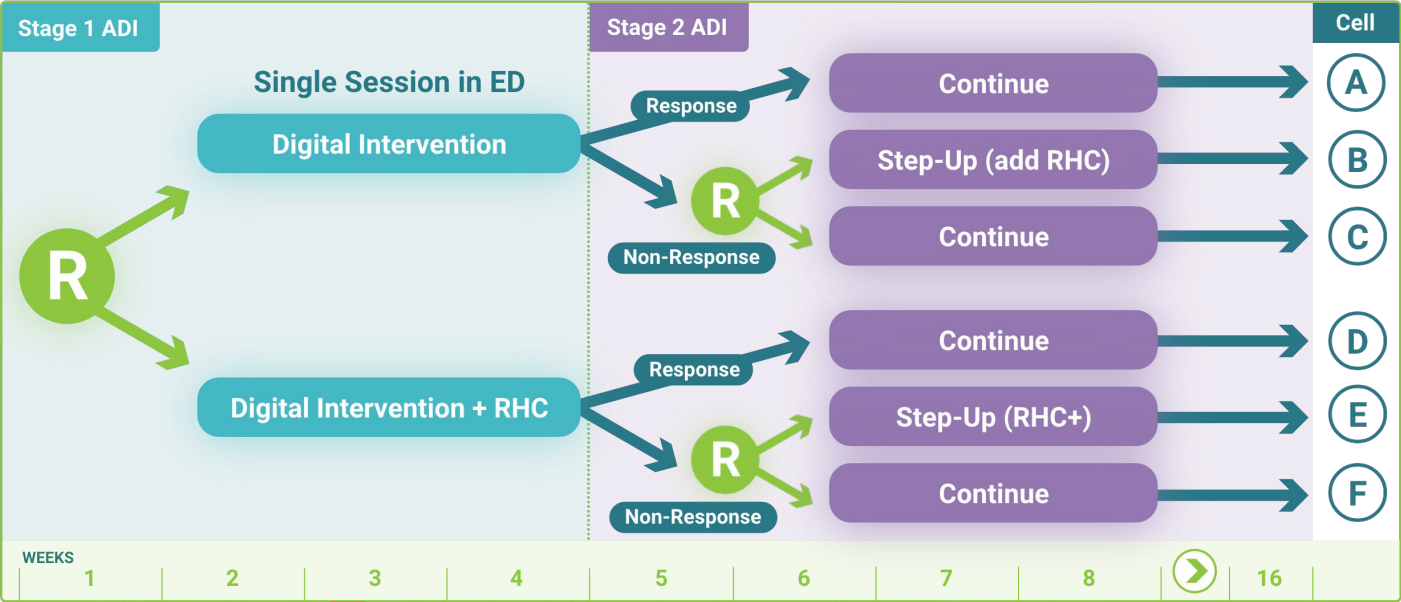 Stage 1 ADI
Stage 2 ADI
Cell
Single Session in ED
Digital Intervention
Response
Continue
A
Step-Up (add RHC)
B
R
Non-Response
Continue
C
R
Digital Intervention + RHC
Response
Continue
D
Step-Up (RHC+)
E
R
Non-Response
Continue
F
WEEKS
1 2 3 4 5 6 7 8 16